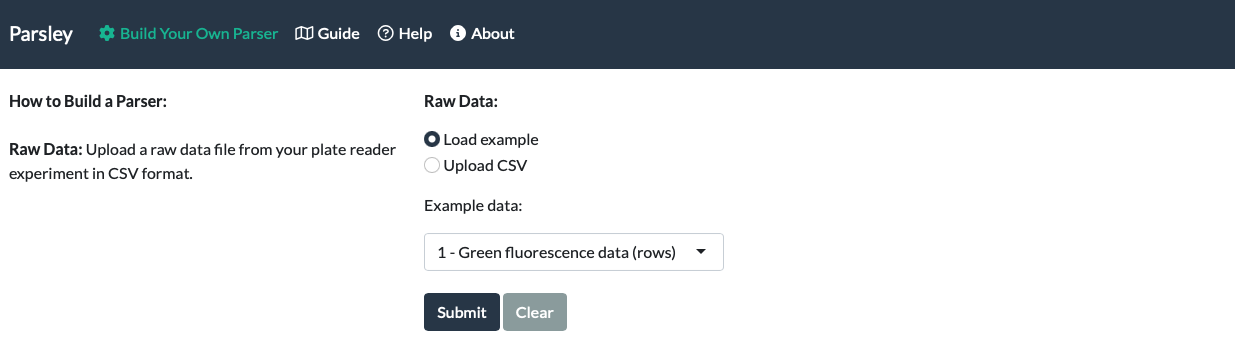 Parsley Build Your Own Parser Guide Help About
How to Build a Parser:
Raw Data: Upload a raw data file from your plate reader
experiment in CSV format.
Raw Data:
Load example
Upload CSV
Example data:
1 - Green fluorescence data (rows)
Submit Clear